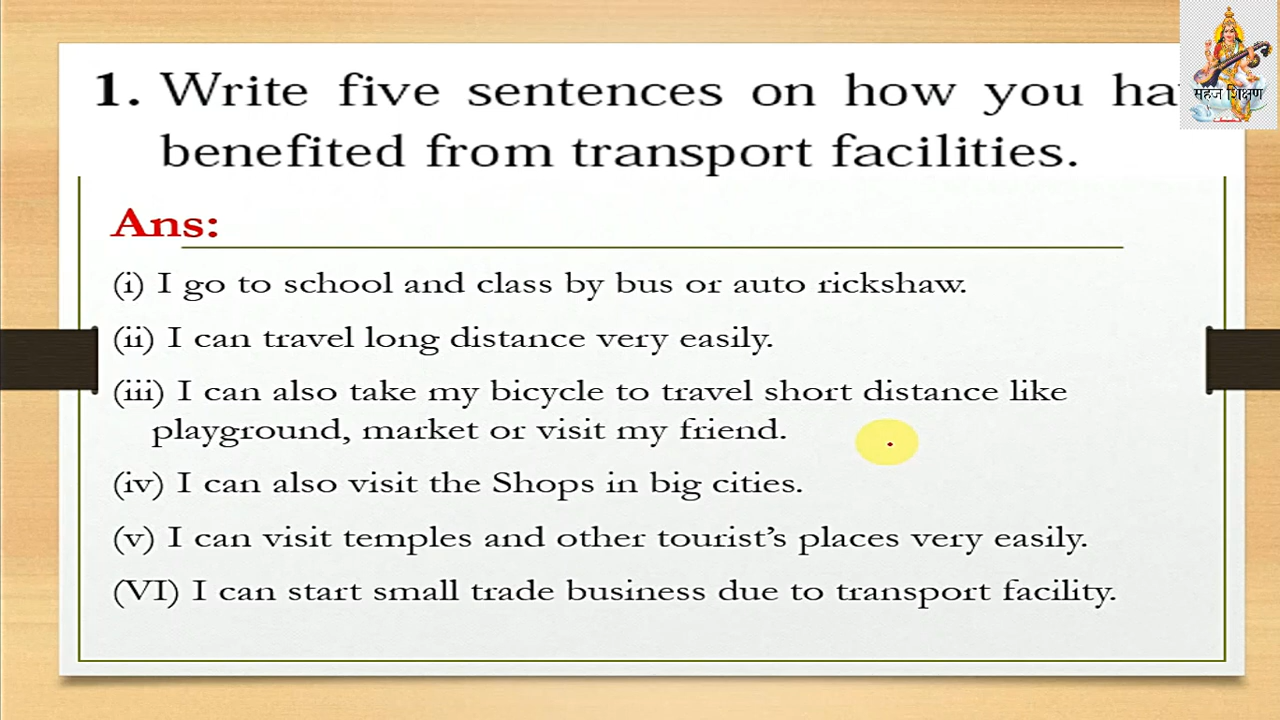 1. Write five sentences on how you ha
benefited from transport facilities.
सहज शिक्षण
Ans:
(i) I go to school and class by bus or auto rickshaw.
(ii) I can travel long distance very easily.
(iii) I can also take my bicycle to travel short distance like
playground, market or visit my friend.
(iv) I can also visit the Shops in big cities.
(v) I can visit temples and other tourist’s places very easily.
(VI) I can start small trade business due to transport facility.